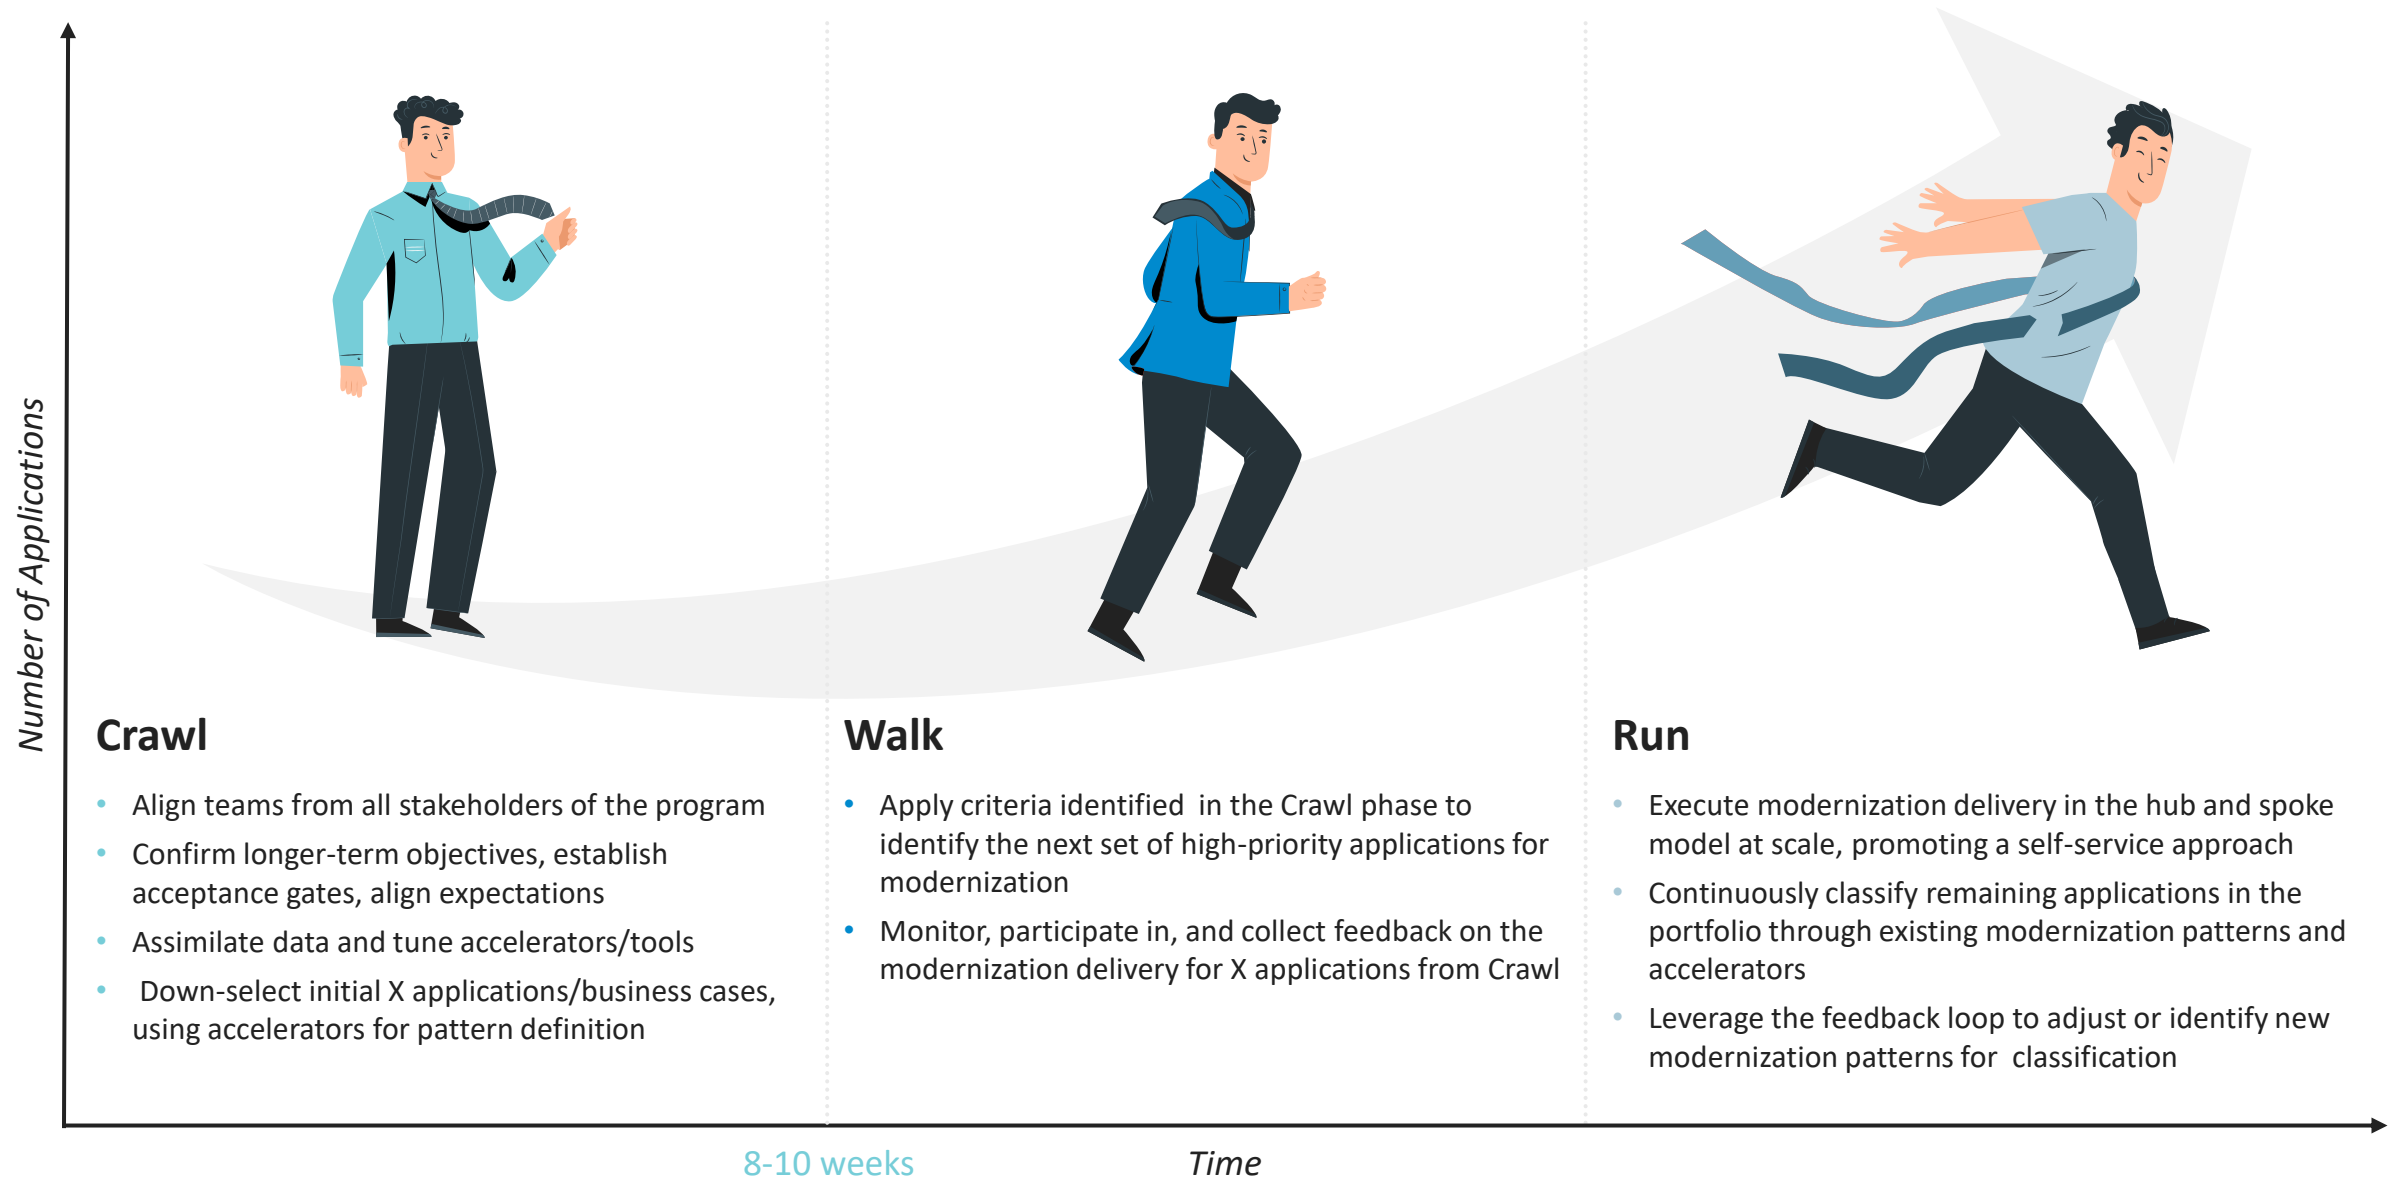 Number of Applications
Crawl
• Align teams from all stakeholders of the program
• Confirm longer-term objectives, establish
acceptance gates, align expectations
• Assimilate data and tune accelerators/tools
• Down-select initial X applications/business cases,
using accelerators for pattern definition
Walk
• Apply criteria identified in the Crawl phase to
identify the next set of high-priority applications for
modernization
• Monitor, participate in, and collect feedback on the
modernization delivery for X applications from Crawl
Run
• Execute modernization delivery in the hub and spoke
model at scale, promoting a self-service approach
• Continuously classify remaining applications in the
portfolio through existing modernization patterns and
accelerators
• Leverage the feedback loop to adjust or identify new
modernization patterns for classification
8-10 weeks
Time